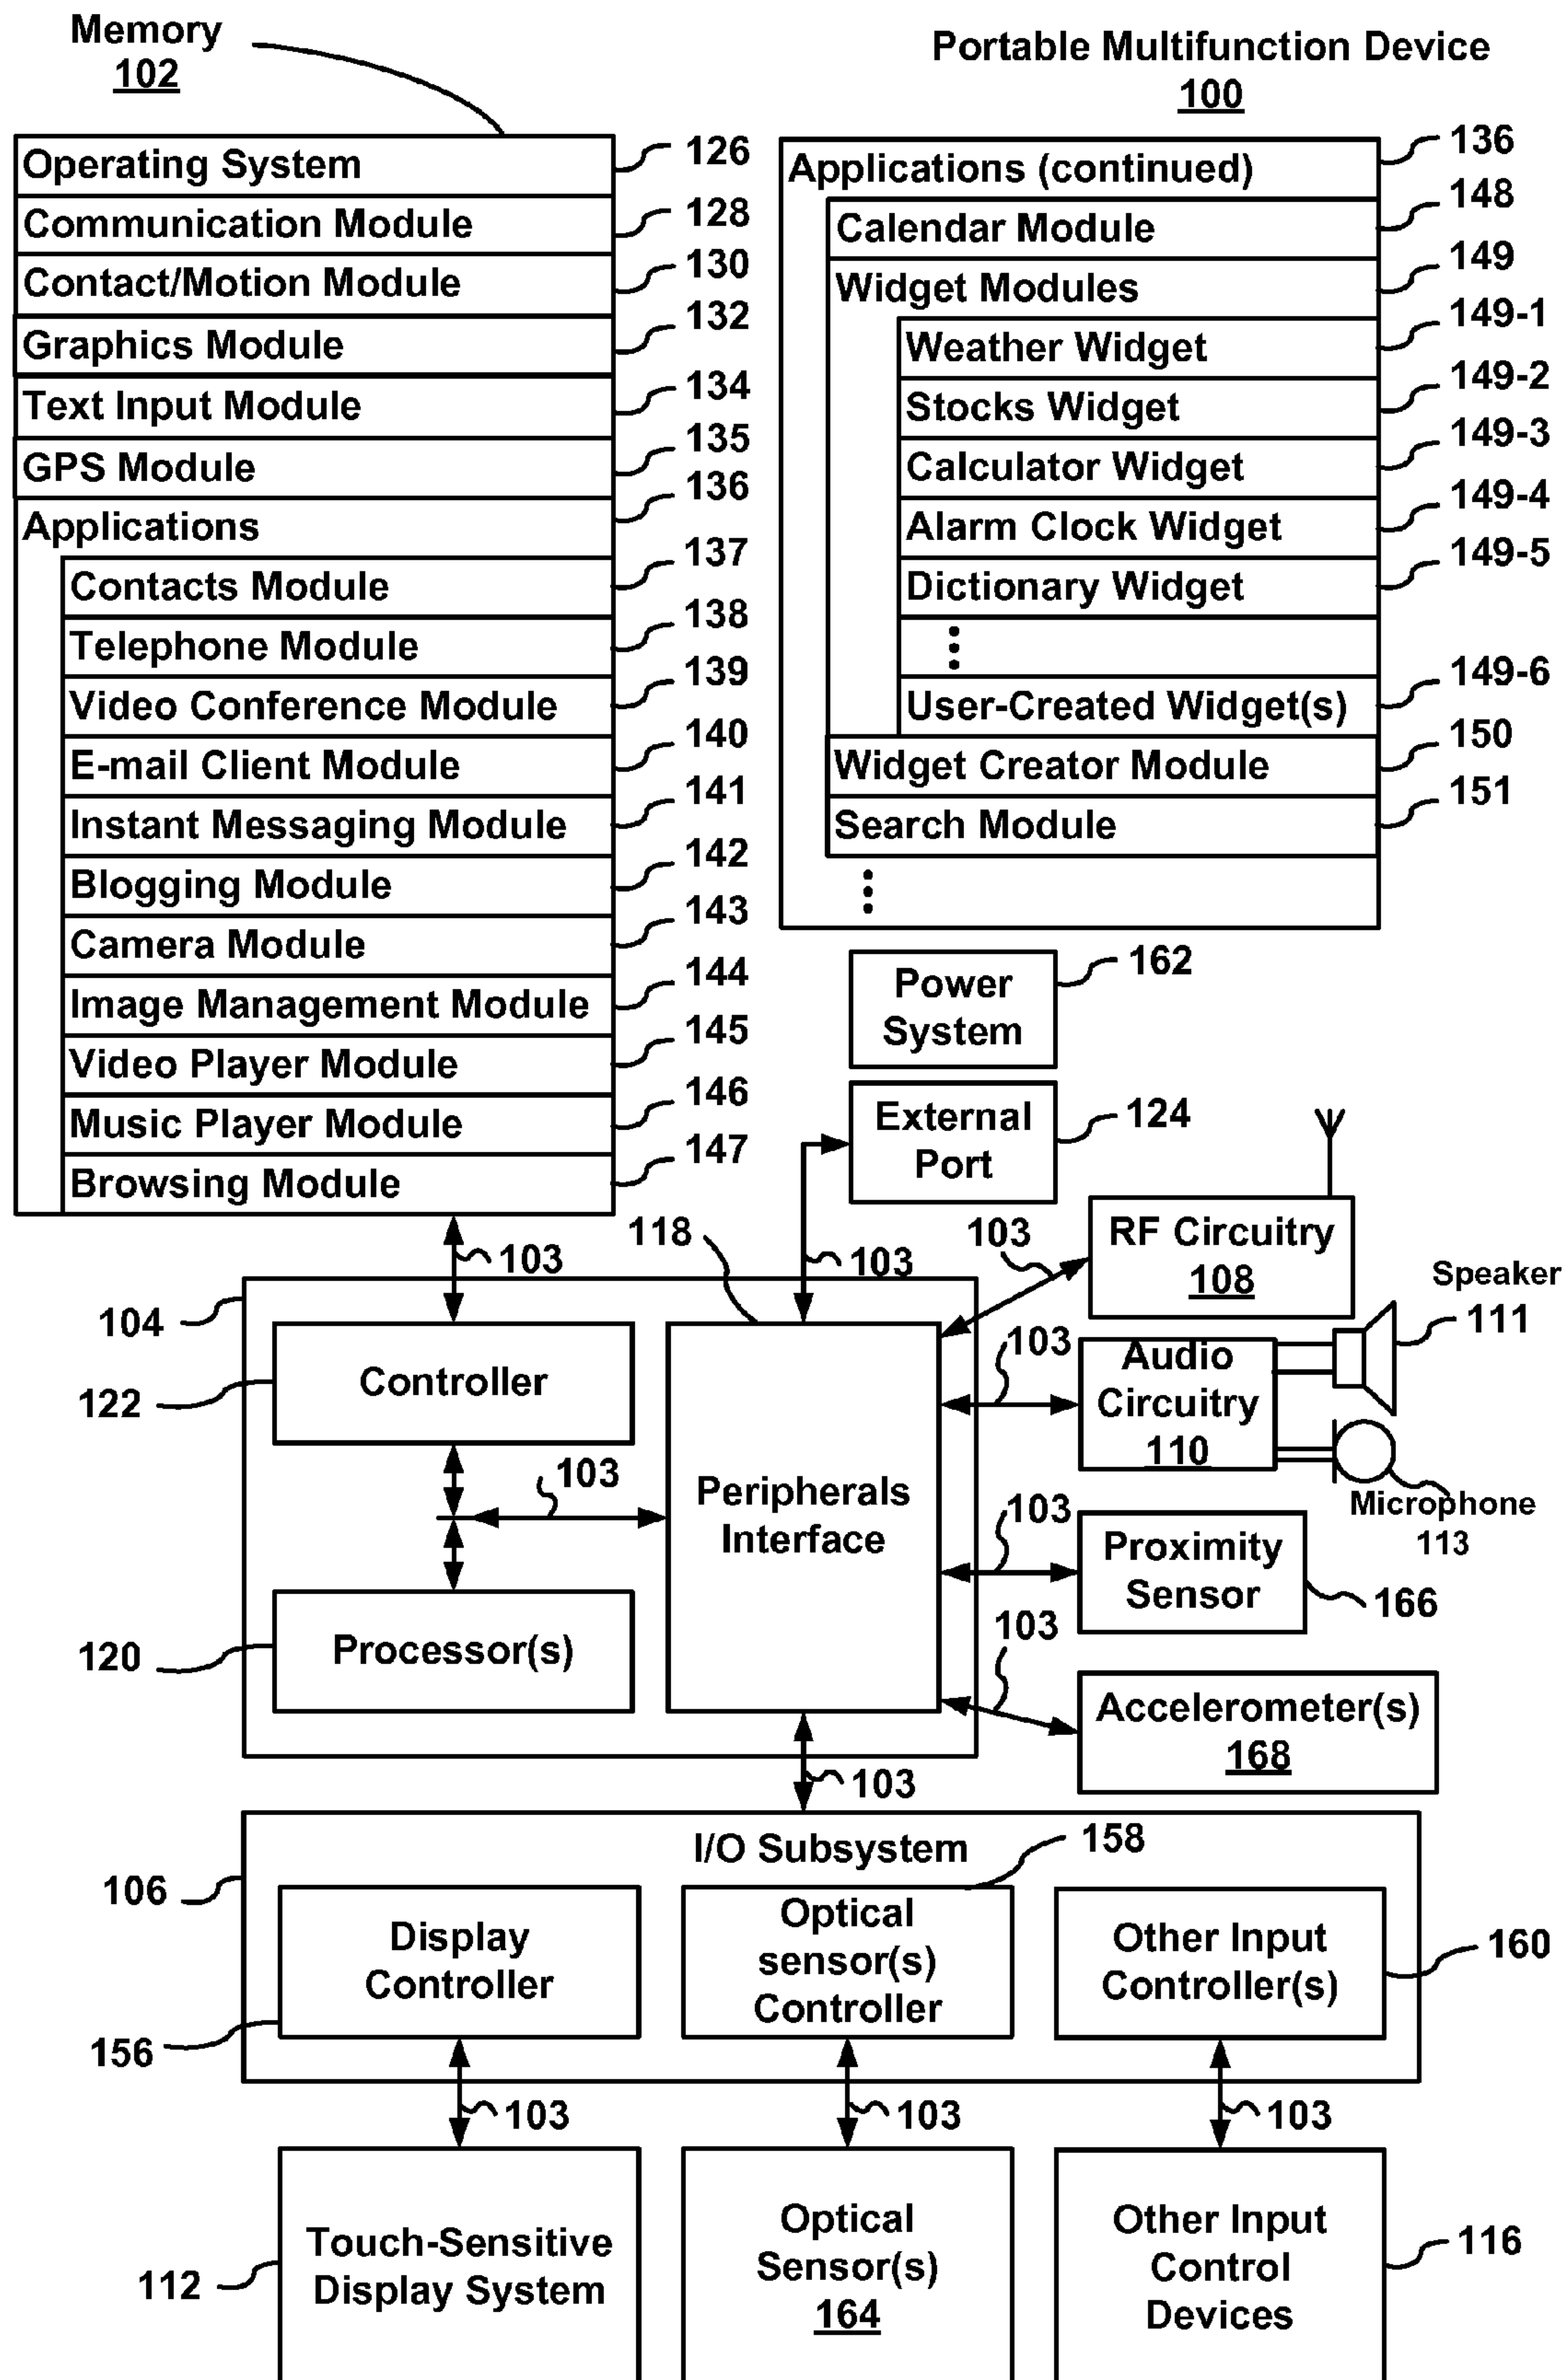 Memory
102
Portable Multifunction Device
100
Operating System
126
Communication Module
128
Contact/Motion Module
130
Graphics Module
132
Text Input Module
134
GPS Module
135
Applications
136
Contacts Module
137
Telephone Module
138
Video Conference Module
139
E-mail Client Module
140
Instant Messaging Module
141
Blogging Module
142
Camera Module
143
Image Management Module
144
Video Player Module
145
Music Player Module
146
Browsing Module
147
Applications (continued)
136
Calendar Module
148
Widget Modules
149
Weather Widget
149-1
Stocks Widget
149-2
Calculator Widget
149-3
Alarm Clock Widget
149-4
Dictionary Widget
149-5
User-Created Widget(s)
149-6
Widget Creator Module
150
Search Module
151
Power
System
162
External
Port
124
103
118
103
103
RF Circuitry
108
Speaker
111
104
Controller
122
103
Audio
Circuitry
110
103
Peripherals
Interface
Microphone
113
103
Proximity
Sensor
166
Processor(s)
120
103
Accelerometer(s)
168
103
I/O Subsystem
158
106
Display
Controller
156
Optical
sensor(s)
Controller
Other Input
Controller(s)
160
103
103
103
Touch-Sensitive
Display System
112
Optical
Sensor(s)
164
Other Input
Control
Devices
116